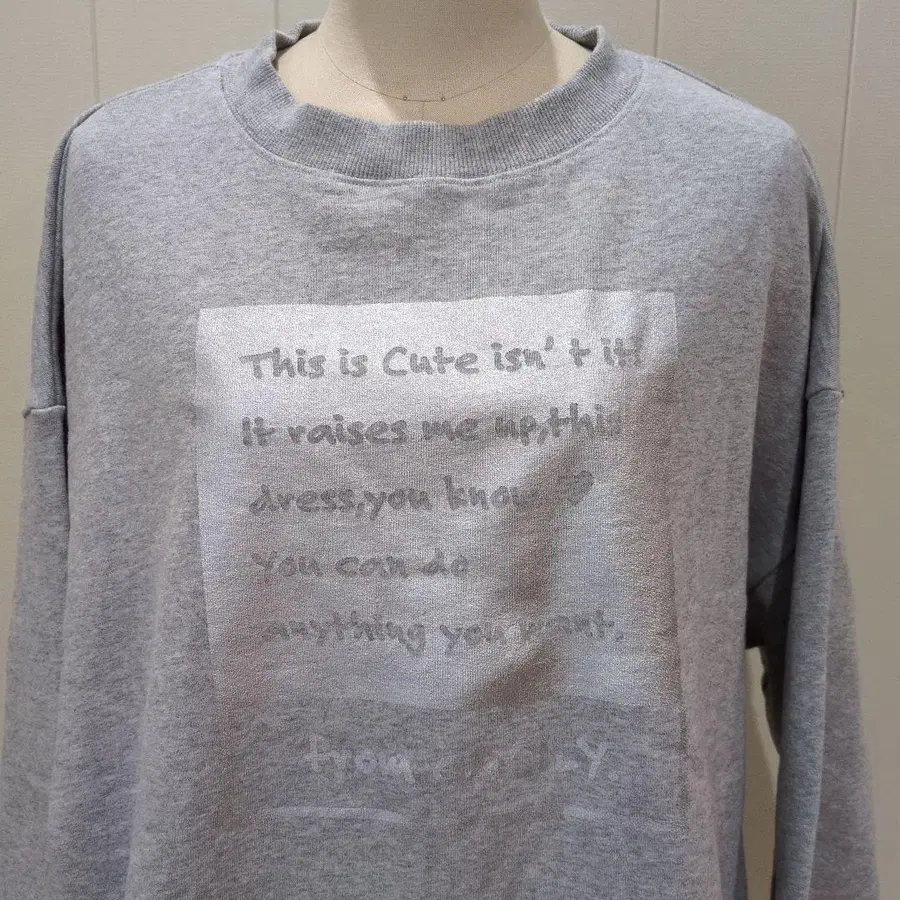 This is Cute isn't it!
It raises me up,this
dress,you know ♡
You can do
anything you want.
from